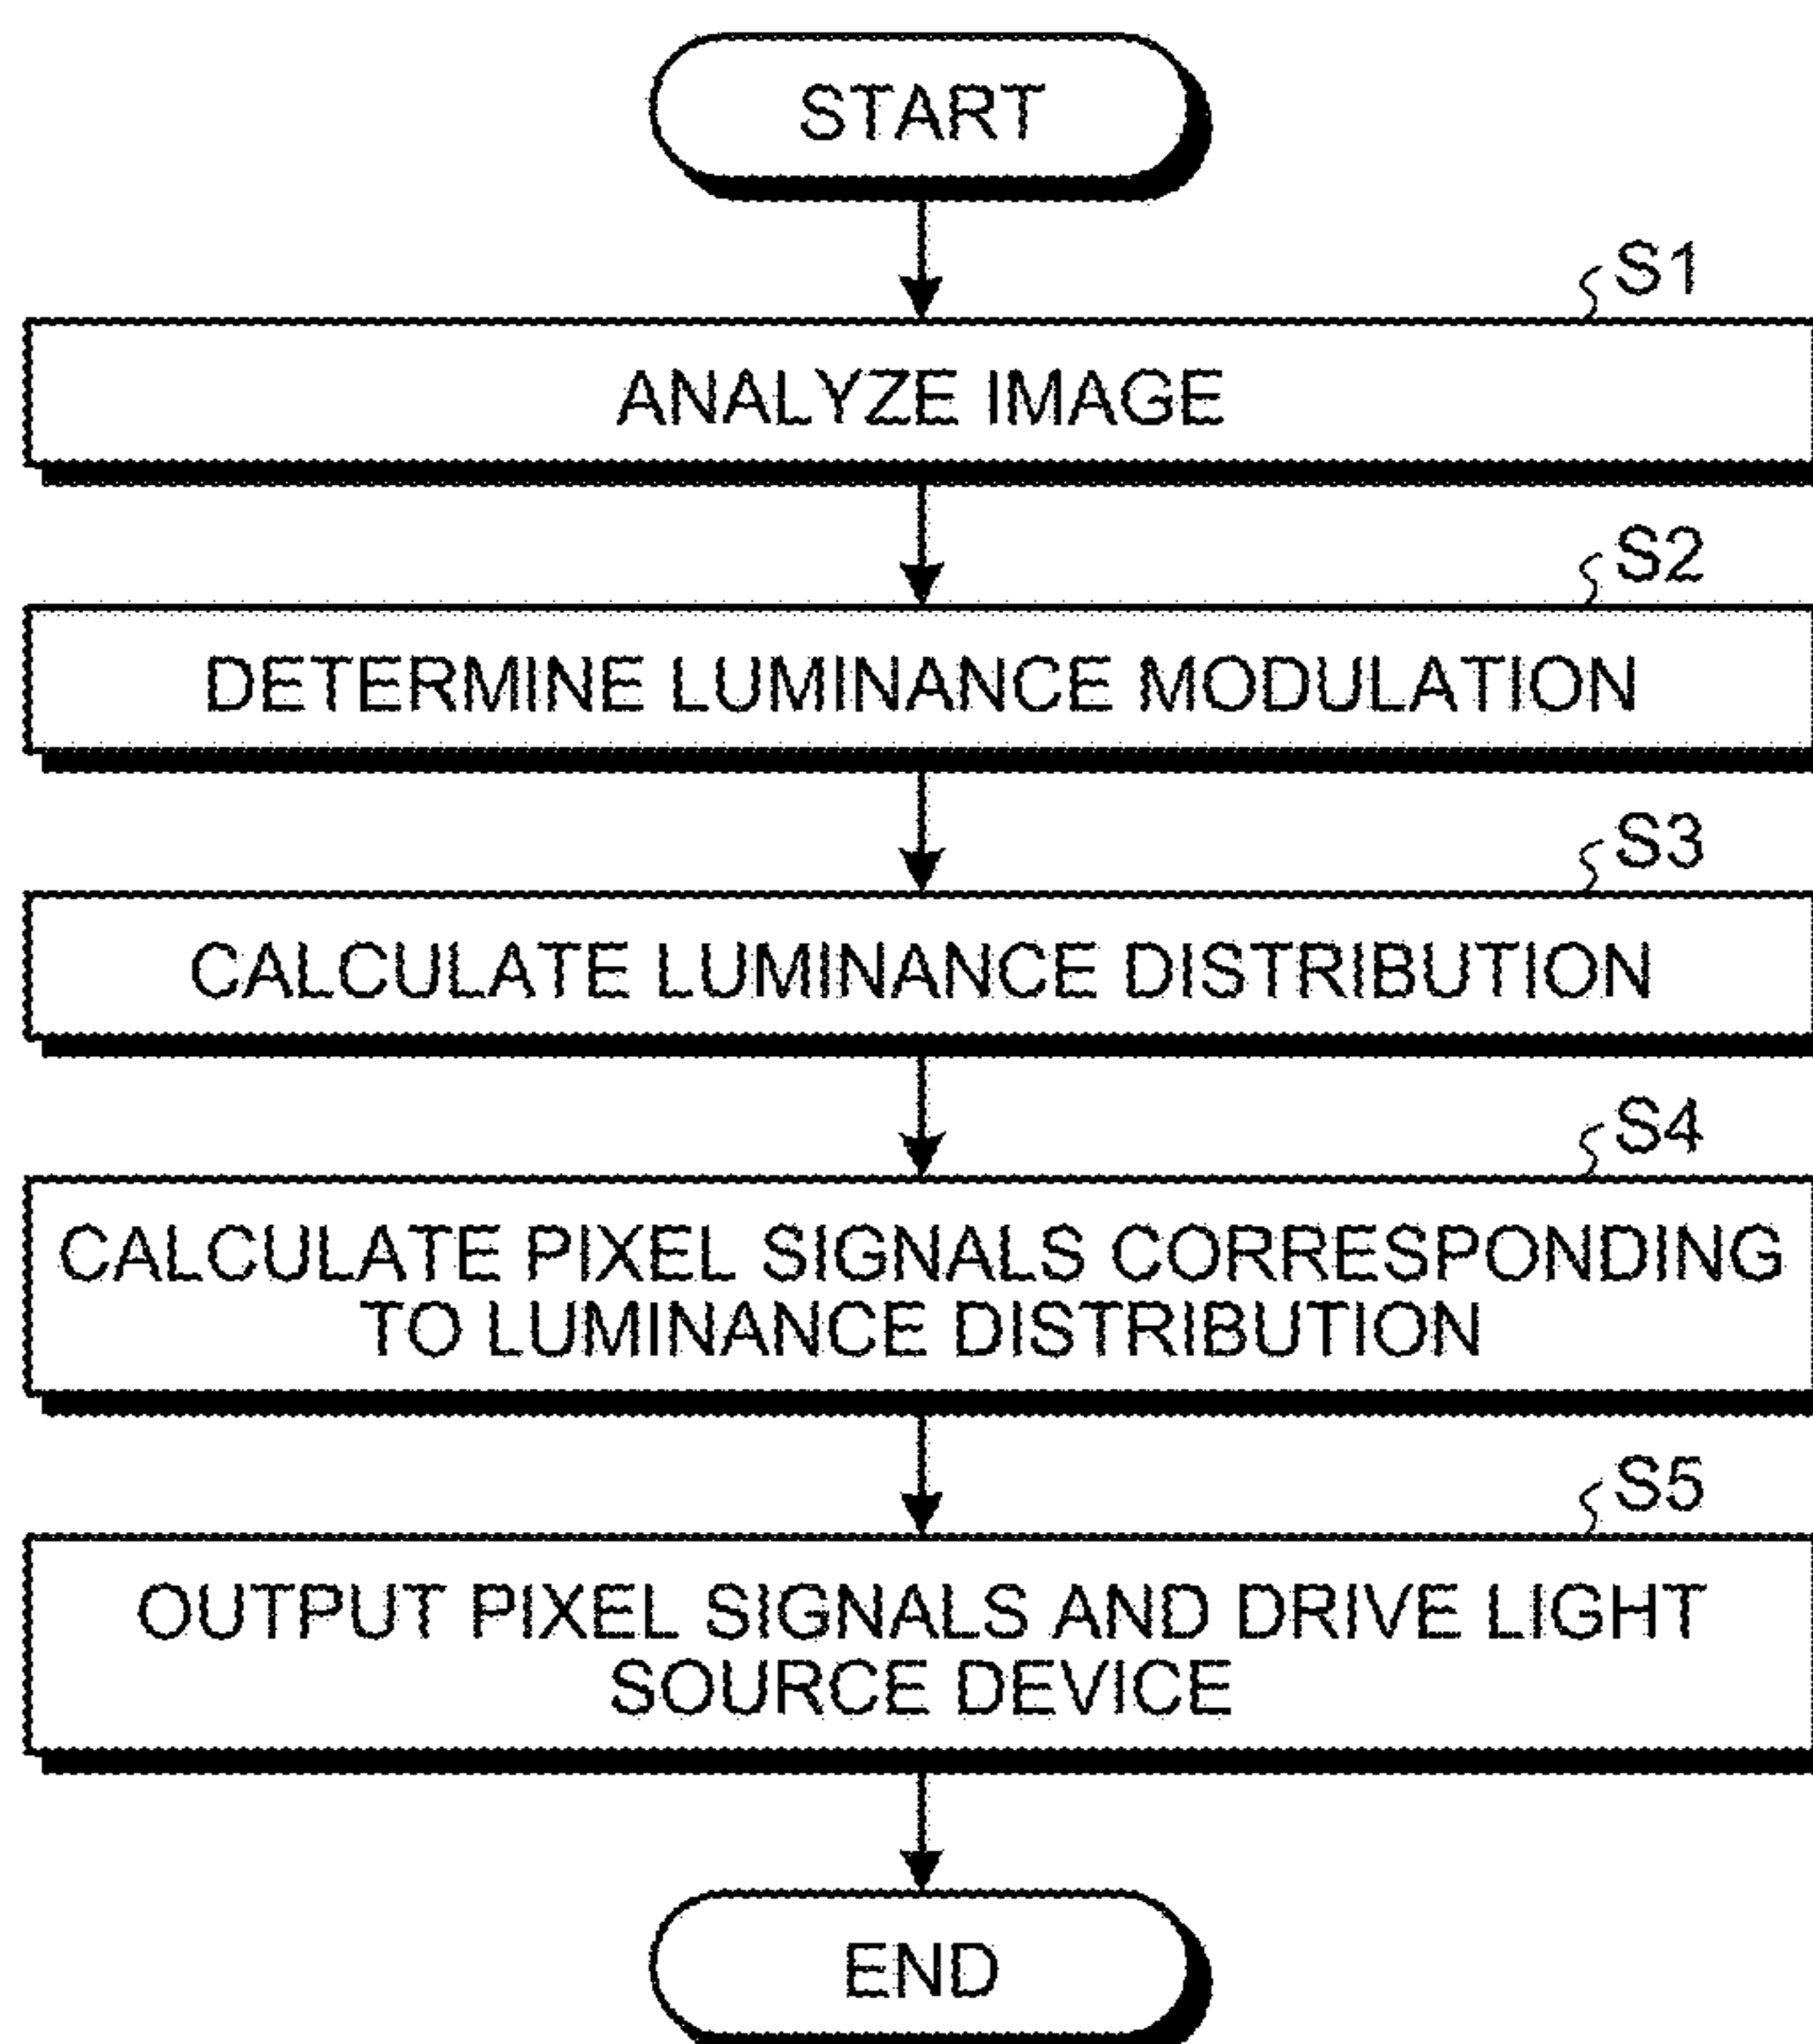 START
S1
ANALYZE IMAGE
S2
DETERMINE LUMINANCE MODULATION
S3
CALCULATE LUMINANCE DISTRIBUTION
S4
CALCULATE PIXEL SIGNALS CORRESPONDING
TO LUMINANCE DISTRIBUTION
S5
OUTPUT PIXEL SIGNALS AND DRIVE LIGHT
SOURCE DEVICE
END